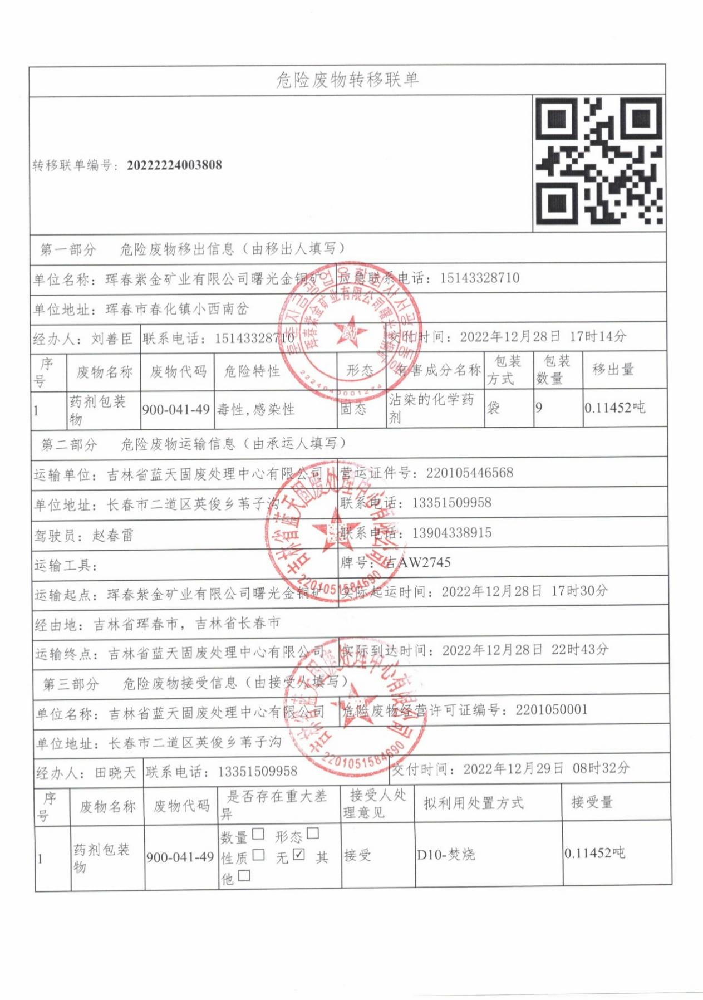 危险废物转移联单
转移联单编号：20222224003808
第一部分 危险废物移出信息（由移出人填写）
单位名称：珲春紫金矿业有限公司曙光金铜矿 应急联系电话：15143328710
单位地址：珲春市春化镇小西南岔
经办人：刘善臣 联系电话：15143328710 交付时间：2022年12月28日 17时14分
序号 废物名称 废物代码 危险特性 形态 有害成分名称 包装方式 包装数量 移出量
1 药剂包装物 900-041-49 毒性,感染性 固态 沾染的化学药剂 袋 9 0.11452吨
珲春紫金矿业有限公司曙光金铜矿
2224040001274
第二部分 危险废物运输信息（由承运人填写）
运输单位：吉林省蓝天固废处理中心有限公司 营运证件号：220105446568
单位地址：长春市二道区英俊乡苇子沟 联系电话：13351509958
驾驶员：赵春雷 联系电话：13904338915
运输工具： 牌号：吉AW2745
运输起点：珲春紫金矿业有限公司曙光金铜矿 实际起运时间：2022年12月28日 17时30分
经由地：吉林省珲春市，吉林省长春市
运输终点：吉林省蓝天固废处理中心有限公司 实际到达时间：2022年12月28日 22时43分
吉林省蓝天固废处理中心有限公司
2201051584690
第三部分 危险废物接受信息（由接受人填写）
单位名称：吉林省蓝天固废处理中心有限公司 危险废物经营许可证编号：2201050001
单位地址：长春市二道区英俊乡苇子沟
经办人：田晓天 联系电话：13351509958 交付时间：2022年12月29日 08时32分
吉林省蓝天固废处理中心有限公司
2201051584690
序号 废物名称 废物代码 是否存在重大差异 接受人处理意见 拟利用处置方式 接受量
1 药剂包装物 900-041-49 数量☐ 形态☐ 性质☐ 无☑ 其他☐ 接受 D10-焚烧 0.11452吨